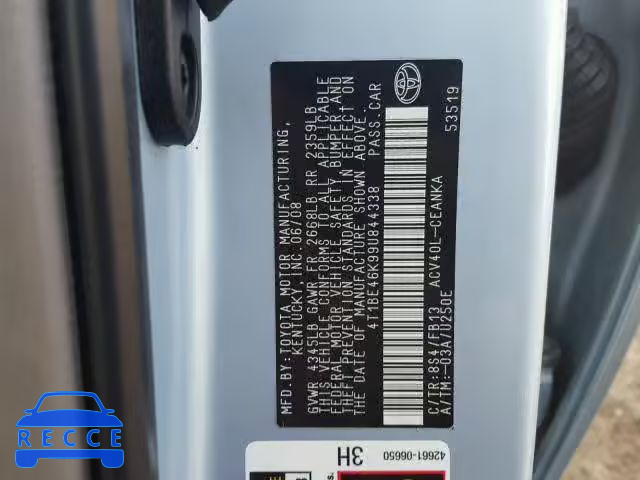 MFD.BY:TOYOTA MOTOR MANUFACTURING,
KENTUCKY,INC.06/08
GVWR 4345LB GAWR FR 2668LB RR 2359LB
THIS VEHICLE CONFORMS TO ALL APPLICABLE
FEDERAL MOTOR VEHICLE SAFETY, BUMPER,AND
THEFT PREVENTION STANDARDS IN EFFECT ON
THE DATE OF MANUFACTURE SHOWN ABOVE.
4T1BE46K99U844338 PASS.CAR
C/TR:8S4/FB13 ACV40L-CEANKA
A/TM:-03A/U250E 53519
42661-06650
3H
RECCE